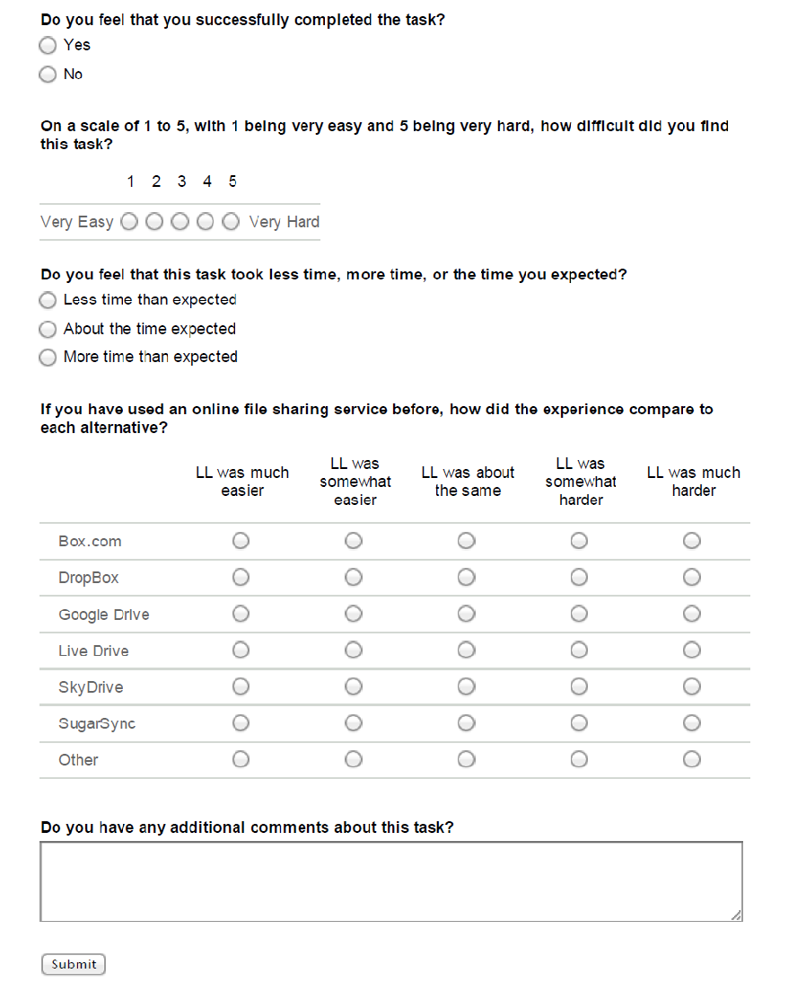 Do you feel that you successfully completed the task?
Yes
No
On a scale of 1 to 5, with 1 being very easy and 5 being very hard, how difficult did you find
this task?
1 2 3 4 5
Very Easy Very Hard
Do you feel that this task took less time, more time, or the time you expected?
Less time than expected
About the time expected
More time than expected
If you have used an online file sharing service before, how did the experience compare to
each alternative?
LL was much
easier
LL was
somewhat
easier
LL was about
the same
LL was
somewhat
harder
LL was much
harder
Box.com
DropBox
Google Drive
Live Drive
SkyDrive
SugarSync
Other
Do you have any additional comments about this task?
Submit